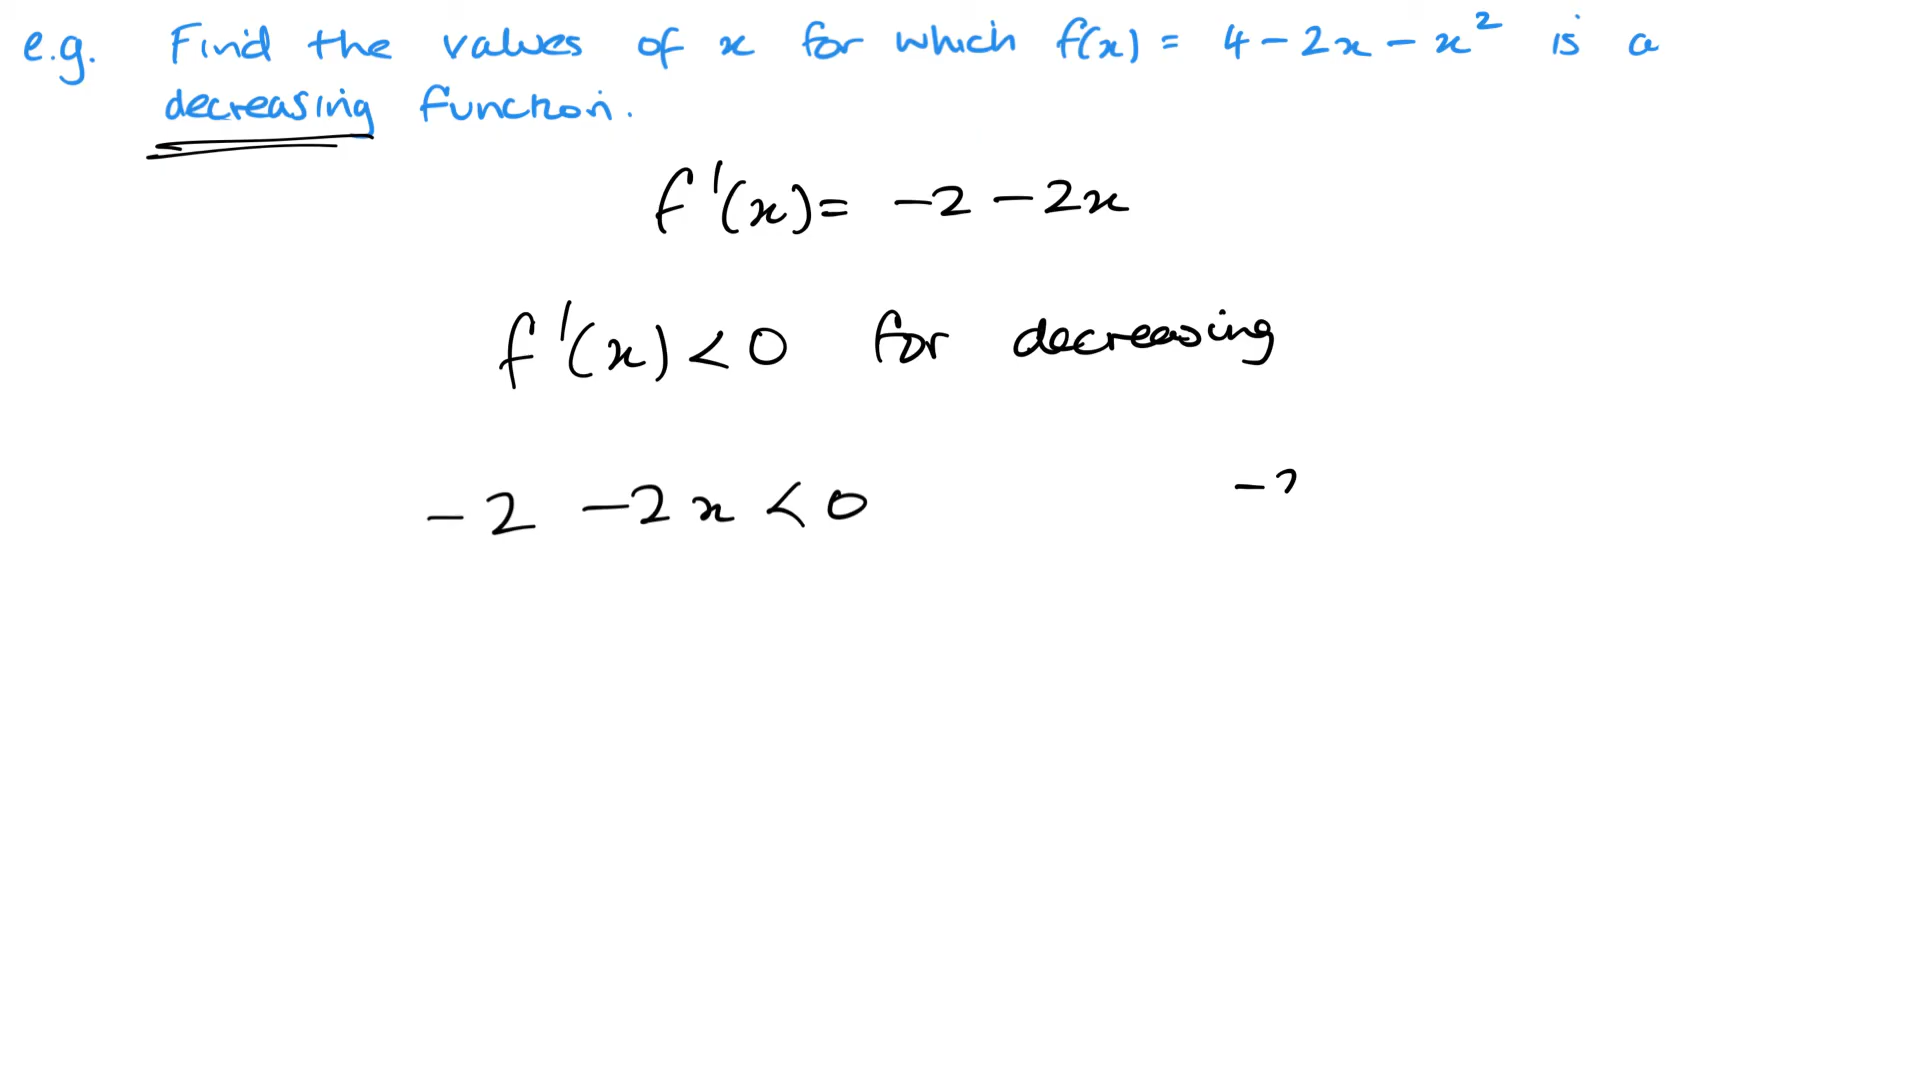 e.g. Find the values of x for which f(x) = 4 - 2x - x² is a
decreasing function.
f'(x) = -2 - 2x
f'(x) < 0 for decreasing
-2 -2x < 0
-2